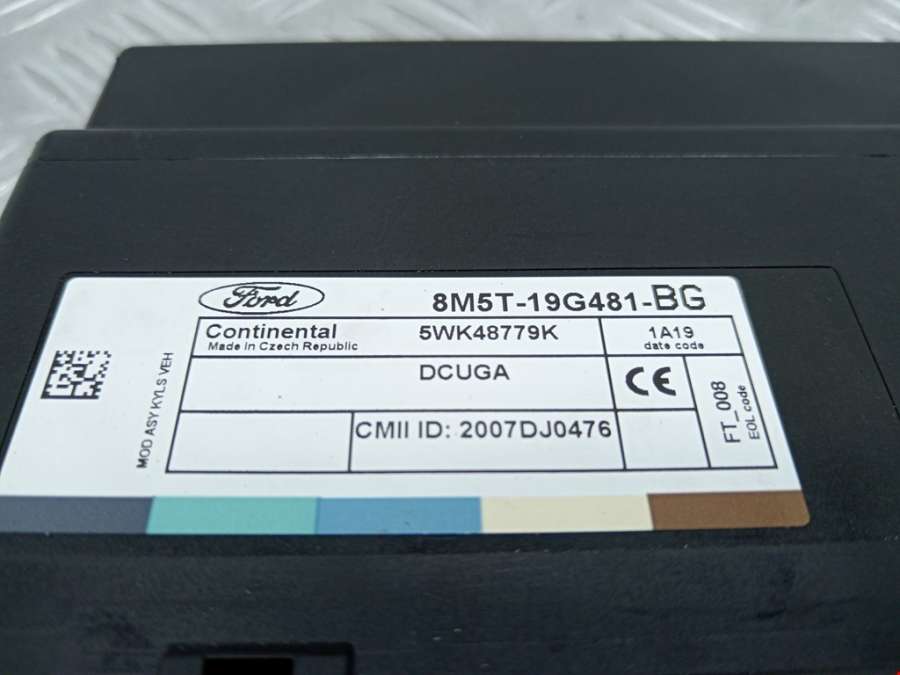 Ford
8M5T-19G481-BG
Continental
Made in Czech Republic
5WK48779K
1A19
date code
DCUGA
CE
FT_008
EOL code
CMII ID: 2007DJ0476
MOD ASY KYLS VEH